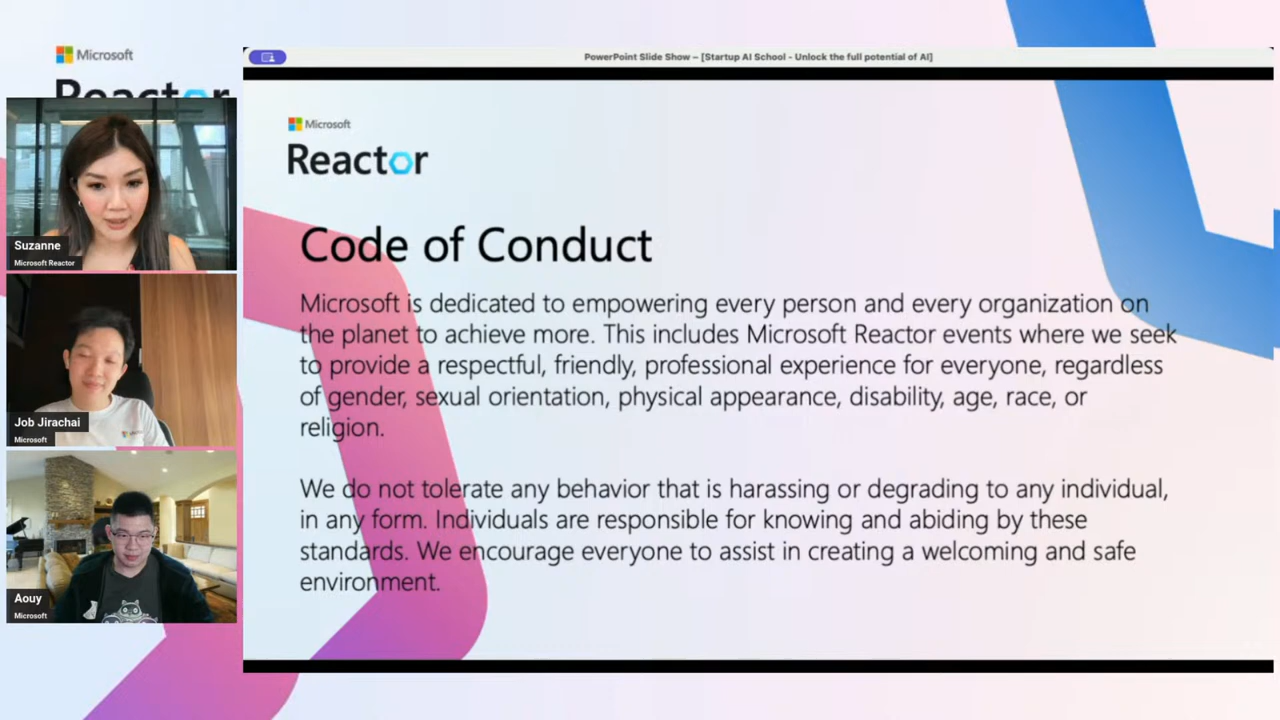 Microsoft
Reactor
PowerPoint Slide Show – [Startup AI School - Unlock the full potential of AI]
Suzanne
Microsoft Reactor
Job Jirachai
Microsoft
Aouy
Microsoft
Microsoft
Reactor
Code of Conduct
Microsoft is dedicated to empowering every person and every organization on
the planet to achieve more. This includes Microsoft Reactor events where we seek
to provide a respectful, friendly, professional experience for everyone, regardless
of gender, sexual orientation, physical appearance, disability, age, race, or
religion.
We do not tolerate any behavior that is harassing or degrading to any individual,
in any form. Individuals are responsible for knowing and abiding by these
standards. We encourage everyone to assist in creating a welcoming and safe
environment.